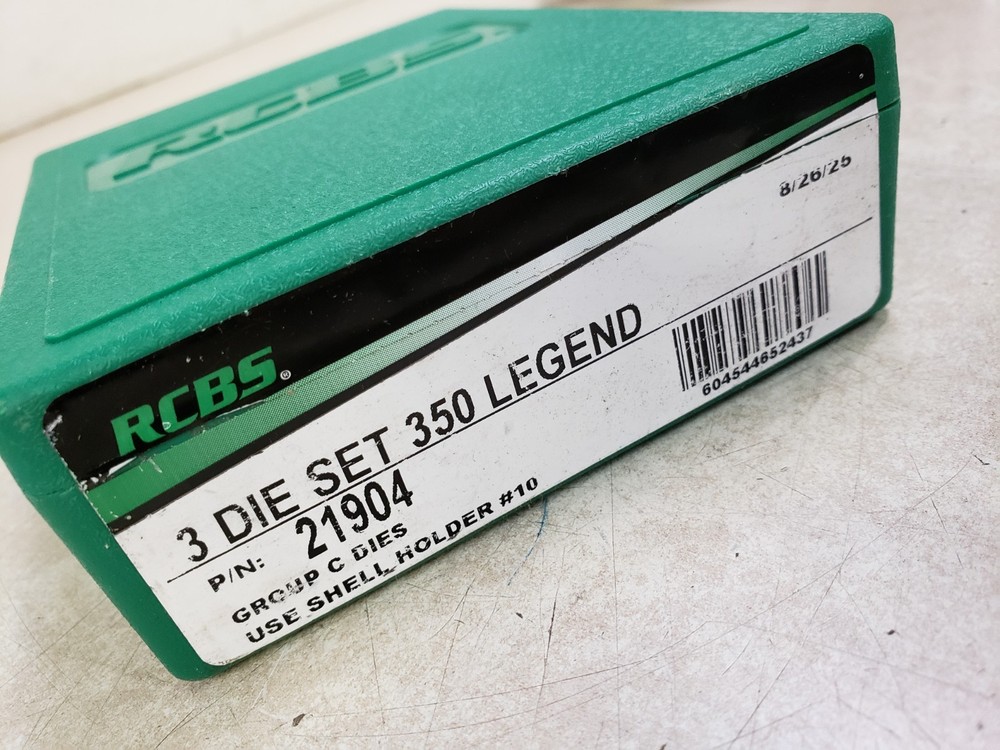 RCBS
8/26/25
RCBS®
3 DIE SET 350 LEGEND
604544652437
P/N: 21904
GROUP C DIES
USE SHELL HOLDER #10